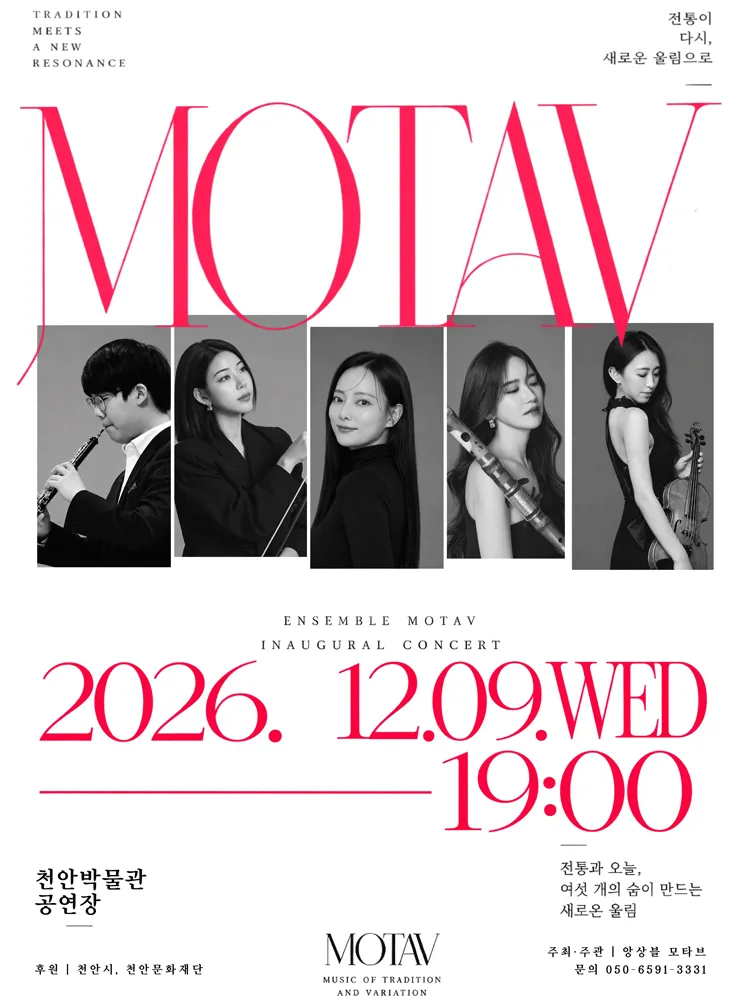 TRADITION
MEETS
A NEW
RESONANCE
전통이
다시,
새로운 울림으로
MOTAV
ENSEMBLE MOTAV
INAUGURAL CONCERT
2026. 12.09.WED
19:00
전통과 오늘,
여섯 개의 숨이 만드는
새로온 울림
천안박물관
공연장
후원 | 천안시, 천안문화재단
MOTAV
MUSIC OF TRADITION
AND VARIATION
주최·주관 | 앙상블 모타브
문의 050-6591-3331